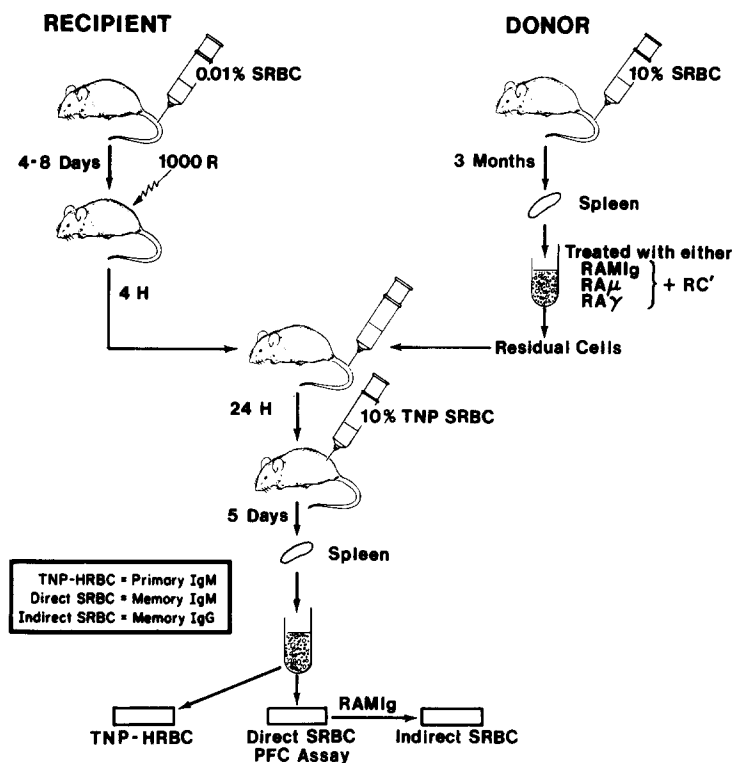 RECIPIENT
DONOR
0.01% SRBC
10% SRBC
4-8 Days
1000 R
3 Months
Spleen
Treated with either
RAMIg
RAμ
RAγ
+ RC'
4 H
Residual Cells
24 H
10% TNP SRBC
5 Days
Spleen
TNP-HRBC = Primary IgM
Direct SRBC = Memory IgM
Indirect SRBC = Memory IgG
RAMIg
TNP-HRBC
Direct SRBC
PFC Assay
Indirect SRBC